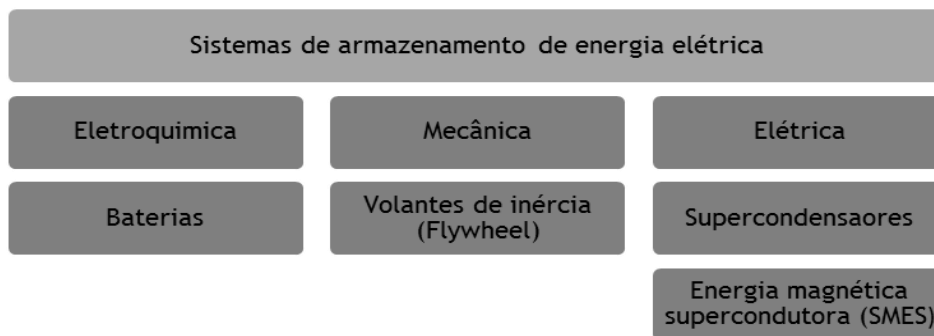 Sistemas de armazenamento de energia elétrica
Eletroquimica
Mecânica
Elétrica
Baterias
Volantes de inércia
(Flywheel)
Supercondensaores
Energia magnética
supercondutora (SMES)